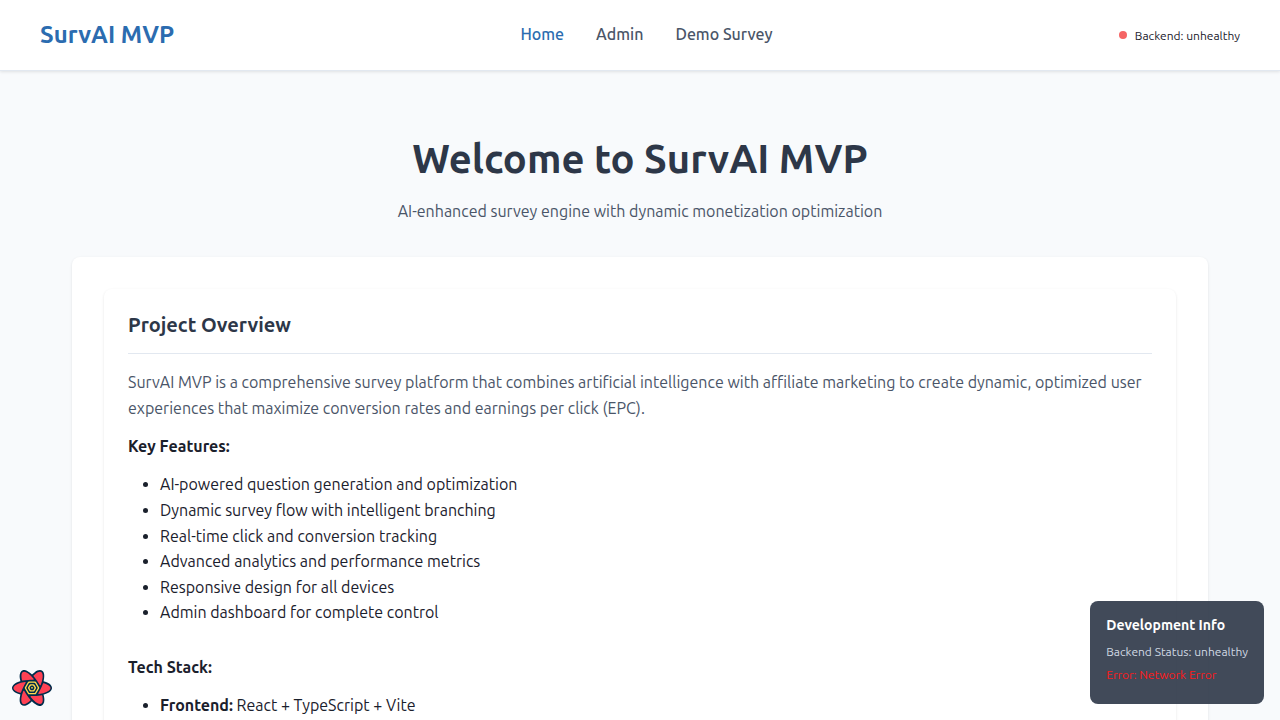 SurvAI MVP
Home
Admin
Demo Survey
Backend: unhealthy
Welcome to SurvAI MVP
AI-enhanced survey engine with dynamic monetization optimization
Project Overview
SurvAI MVP is a comprehensive survey platform that combines artificial intelligence with affiliate marketing to create dynamic, optimized user
experiences that maximize conversion rates and earnings per click (EPC).
Key Features:
• AI-powered question generation and optimization
• Dynamic survey flow with intelligent branching
• Real-time click and conversion tracking
• Advanced analytics and performance metrics
• Responsive design for all devices
• Admin dashboard for complete control
Tech Stack:
• Frontend: React + TypeScript + Vite
Development Info
Backend Status: unhealthy
Error: Network Error